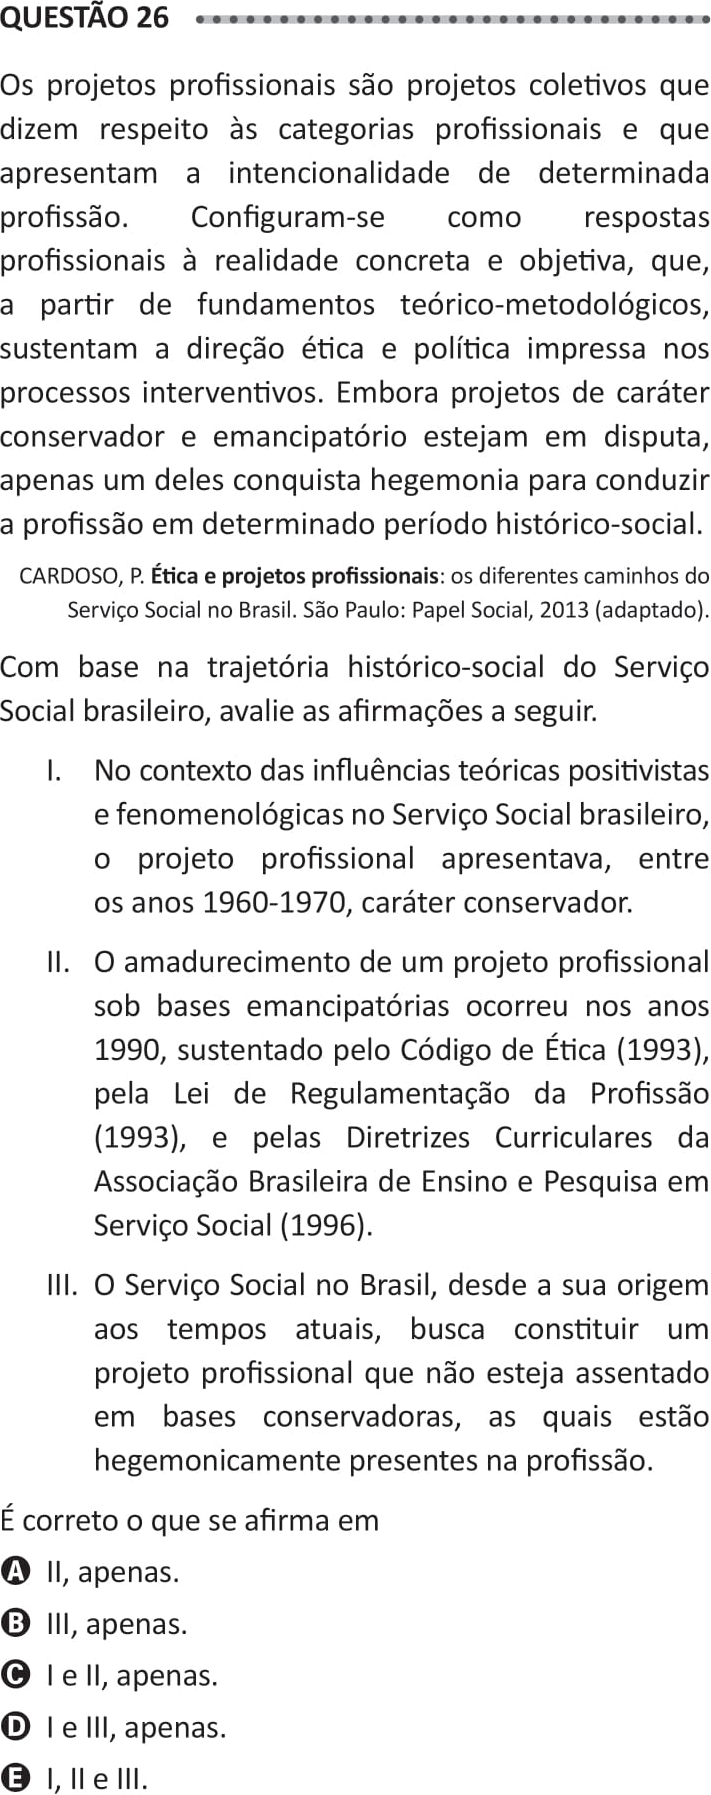 QUESTÃO 26
Os projetos profissionais são projetos coletivos que
dizem respeito às categorias profissionais e que
apresentam a intencionalidade de determinada
profissão. Configuram-se como respostas
profissionais à realidade concreta e objetiva, que,
a partir de fundamentos teórico-metodológicos,
sustentam a direção ética e política impressa nos
processos interventivos. Embora projetos de caráter
conservador e emancipatório estejam em disputa,
apenas um deles conquista hegemonia para conduzir
a profissão em determinado período histórico-social.
CARDOSO, P. Ética e projetos profissionais: os diferentes caminhos do
Serviço Social no Brasil. São Paulo: Papel Social, 2013 (adaptado).
Com base na trajetória histórico-social do Serviço
Social brasileiro, avalie as afirmações a seguir.
I. No contexto das influências teóricas positivistas
e fenomenológicas no Serviço Social brasileiro,
o projeto profissional apresentava, entre
os anos 1960-1970, caráter conservador.
II. O amadurecimento de um projeto profissional
sob bases emancipatórias ocorreu nos anos
1990, sustentado pelo Código de Ética (1993),
pela Lei de Regulamentação da Profissão
(1993), e pelas Diretrizes Curriculares da
Associação Brasileira de Ensino e Pesquisa em
Serviço Social (1996).
III. O Serviço Social no Brasil, desde a sua origem
aos tempos atuais, busca constituir um
projeto profissional que não esteja assentado
em bases conservadoras, as quais estão
hegemonicamente presentes na profissão.
É correto o que se afirma em
A II, apenas.
B III, apenas.
C I e II, apenas.
D I e III, apenas.
E I, II e III.